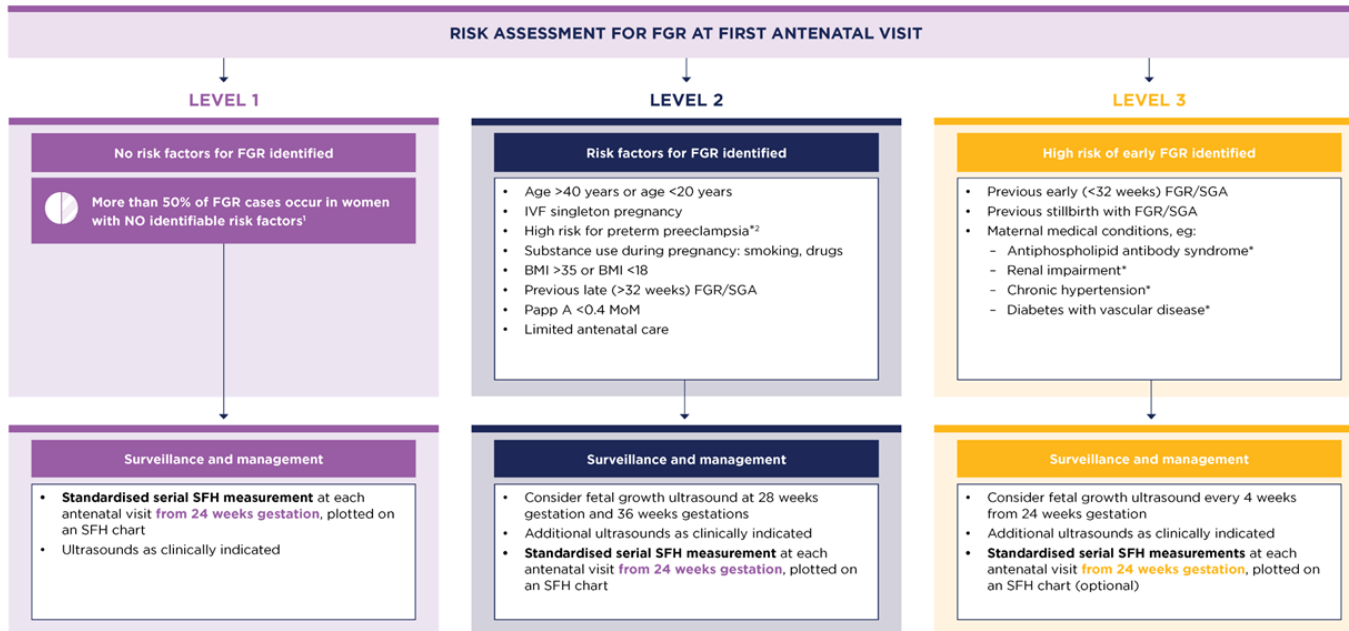 RISK ASSESSMENT FOR FGR AT FIRST ANTENATAL VISIT
LEVEL 1
No risk factors for FGR identified
More than 50% of FGR cases occur in women
with NO identifiable risk factors¹
Surveillance and management
• Standardised serial SFH measurement at each
antenatal visit from 24 weeks gestation, plotted on
an SFH chart
• Ultrasounds as clinically indicated
LEVEL 2
Risk factors for FGR identified
• Age >40 years or age <20 years
• IVF singleton pregnancy
• High risk for preterm preeclampsia*²
• Substance use during pregnancy: smoking, drugs
• BMI >35 or BMI <18
• Previous late (>32 weeks) FGR/SGA
• Papp A <0.4 MoM
• Limited antenatal care
Surveillance and management
• Consider fetal growth ultrasound at 28 weeks
gestation and 36 weeks gestations
• Additional ultrasounds as clinically indicated
• Standardised serial SFH measurement at each
antenatal visit from 24 weeks gestation, plotted on
an SFH chart
LEVEL 3
High risk of early FGR identified
• Previous early (<32 weeks) FGR/SGA
• Previous stillbirth with FGR/SGA
• Maternal medical conditions, eg:
– Antiphospholipid antibody syndrome*
– Renal impairment*
– Chronic hypertension*
– Diabetes with vascular disease*
Surveillance and management
• Consider fetal growth ultrasound every 4 weeks
from 24 weeks gestation
• Additional ultrasounds as clinically indicated
• Standardised serial SFH measurements at each
antenatal visit from 24 weeks gestation, plotted on
an SFH chart (optional)